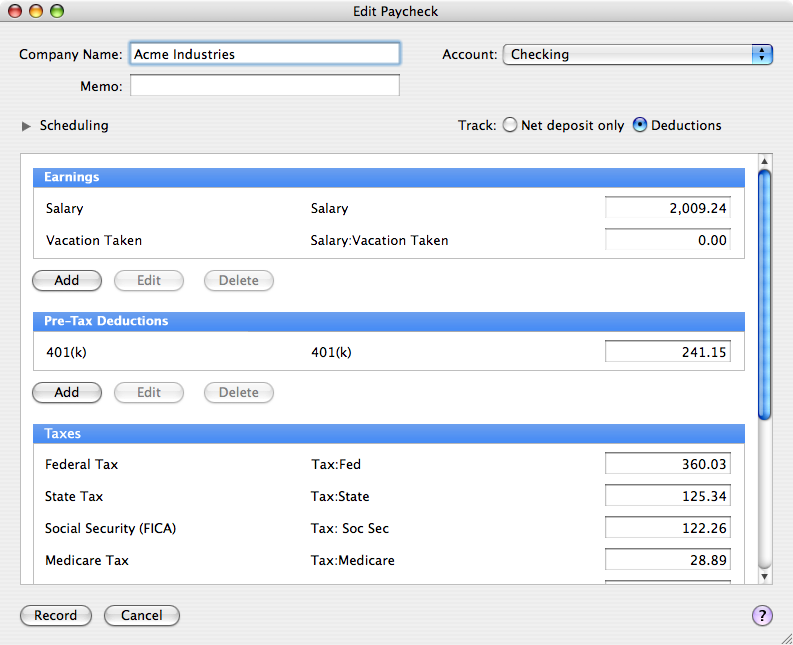 Edit Paycheck
Company Name: Acme Industries Account: Checking
Memo:
Scheduling Track: Net deposit only Deductions
Earnings
Salary Salary 2,009.24
Vacation Taken Salary:Vacation Taken 0.00
Add Edit Delete
Pre-Tax Deductions
401(k) 401(k) 241.15
Add Edit Delete
Taxes
Federal Tax Tax:Fed 360.03
State Tax Tax:State 125.34
Social Security (FICA) Tax: Soc Sec 122.26
Medicare Tax Tax:Medicare 28.89
Record Cancel ?